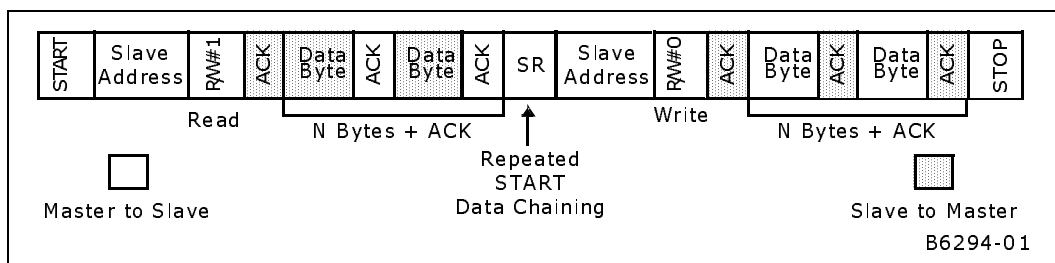 START Slave Address R/W#1 ACK Data Byte ACK Data Byte ACK SR Slave Address R/W#0 ACK Data Byte ACK Data Byte ACK STOP
Read
N Bytes + ACK
Write
N Bytes + ACK
Repeated
START
Data Chaining
Master to Slave
Slave to Master
B6294-01